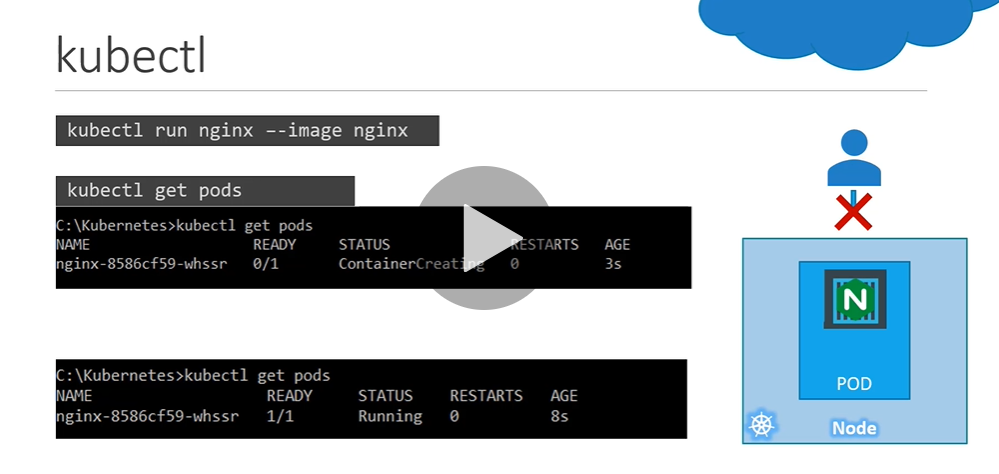 kubectl
kubectl run nginx --image nginx
kubectl get pods
C:\Kubernetes>kubectl get pods
NAME READY STATUS RESTARTS AGE
nginx-8586cf59-whssr 0/1 ContainerCreating 0 3s
C:\Kubernetes>kubectl get pods
NAME READY STATUS RESTARTS AGE
nginx-8586cf59-whssr 1/1 Running 0 8s
N
POD
Node